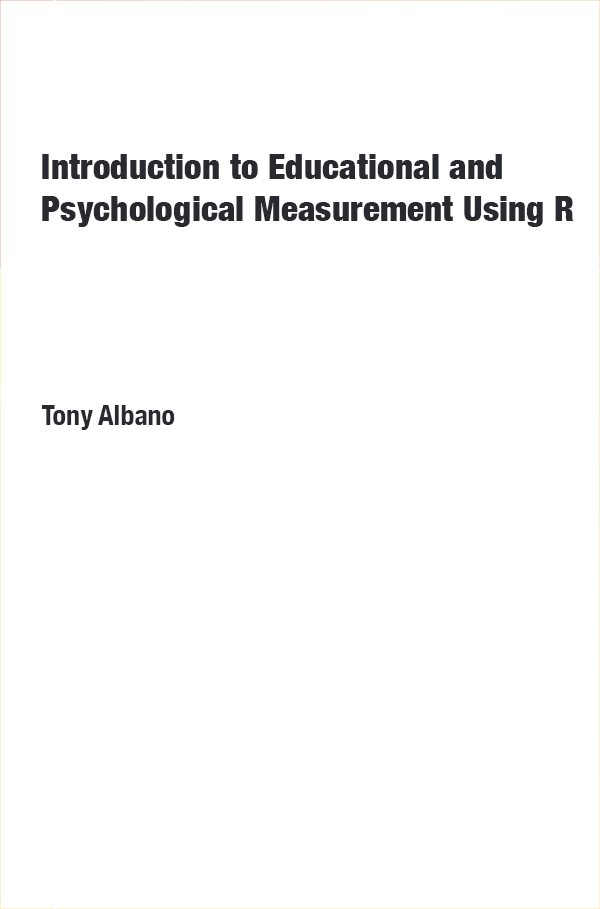 Introduction to Educational and
Psychological Measurement Using R
Tony Albano